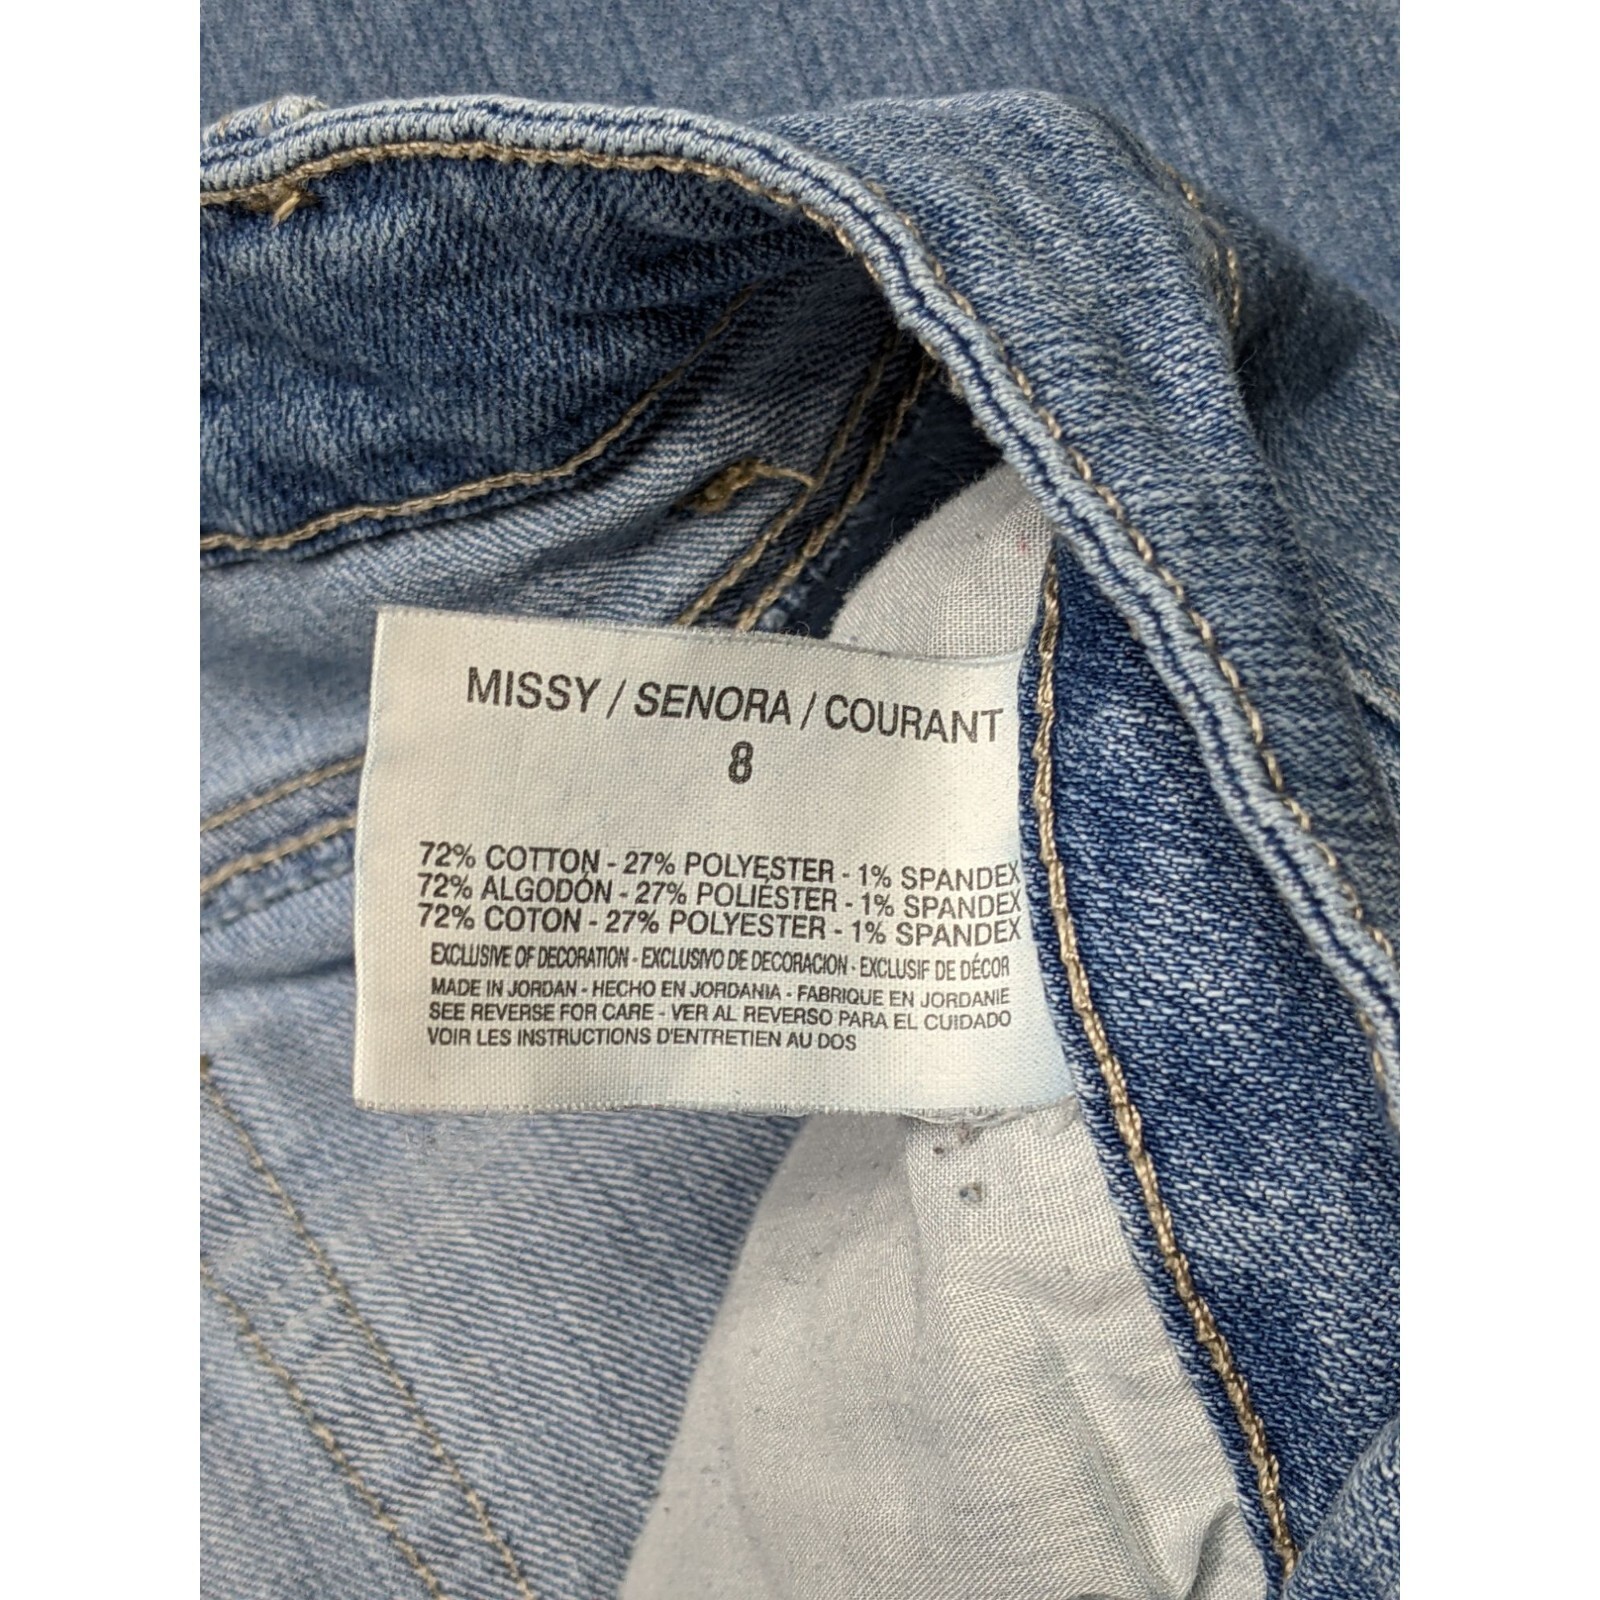 MISSY / SENORA / COURANT
8
72% COTTON - 27% POLYESTER - 1% SPANDEX
72% ALGODÓN - 27% POLIÉSTER - 1% SPANDEX
72% COTON - 27% POLYESTER - 1% SPANDEX
EXCLUSIVE OF DECORATION - EXCLUSIVO DE DECORACION - EXCLUSIF DE DÉCOR
MADE IN JORDAN - HECHO EN JORDANIA - FABRIQUE EN JORDANIE
SEE REVERSE FOR CARE - VER AL REVERSO PARA EL CUIDADO
VOIR LES INSTRUCTIONS D'ENTRETIEN AU DOS